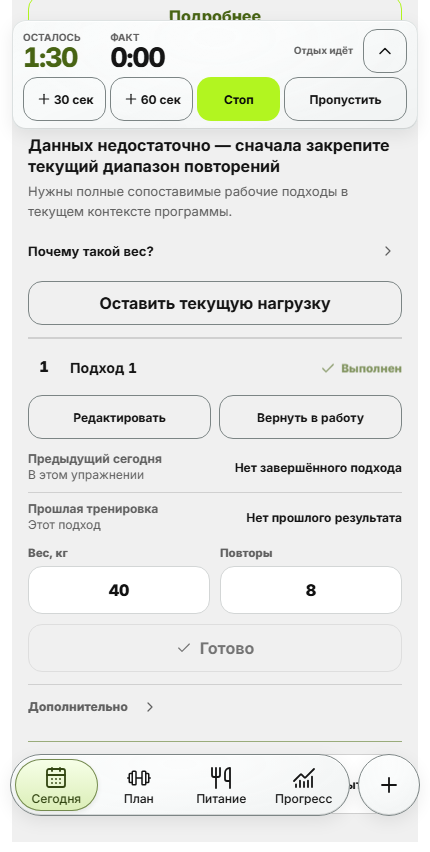 Подробнее
ОСТАЛОСЬ
1:30
ФАКТ
0:00
Отдых идёт
+ 30 сек
+ 60 сек
Стоп
Пропустить
Данных недостаточно — сначала закрепите
текущий диапазон повторений
Нужны полные сопоставимые рабочие подходы в
текущем контексте программы.
Почему такой вес?
Оставить текущую нагрузку
1 Подход 1
Выполнен
Редактировать
Вернуть в работу
Предыдущий сегодня
В этом упражнении
Нет завершённого подхода
Прошлая тренировка
Этот подход
Нет прошлого результата
Вес, кг
Повторы
40
8
Готово
Дополнительно
Сегодня
План
Питание
Прогресс